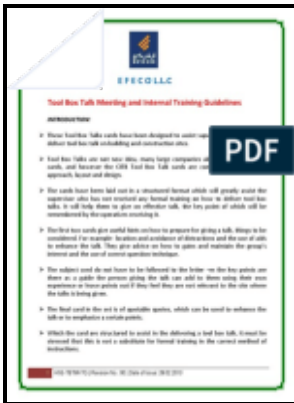 EFECO LLC
Tool Box Talk Meeting and Internal Training Guidelines
INTRODUCTION
These Tool Box Talks cards have been designed to assist
deliver tool box talk on building and construction sites.
Tool Box Talks are not new idea, many large companies
cards, and however the CITB Tool Box Talk cards are
approach, layout and design.
PDF
The cards have been laid out in a structured format which will greatly assist the
supervisor who has not received any formal training on how to deliver tool box
talks. It will help them to give an effective talk, the key point of which will be
remembered by the operatives receiving it.
The first two cards give useful hints on how to prepare for giving a talk, things to be
considered. For example: location and avoidance of distractions and the use of aids
to enhance the talk. They give advice on how to gain and maintain the group's
interest and the use of correct question technique.
The subject card do not have to be followed to the letter -as the key points are
there as a guide the person giving the talk can add to them using their own
experience or leave points out if they feel they are not relevant to the site where
the talks is being given.
The final card in the set is of quotable quotes, which can be used to enhance the
talk or to emphasize a certain points.
Which the card are structured to assist in the delivering a tool box talk, it must be
stressed that this is not a substitute for formal training in the correct method of
instructions.